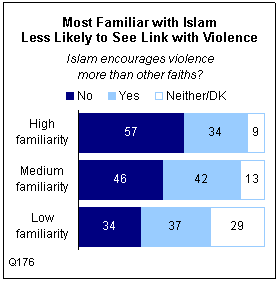 Most Familiar with Islam
Less Likely to See Link with Violence
Islam encourages violence
more than other faiths?
No Yes Neither/DK
High
familiarity
57 34 9
Medium
familiarity
46 42 13
Low
familiarity
34 37 29
Q176